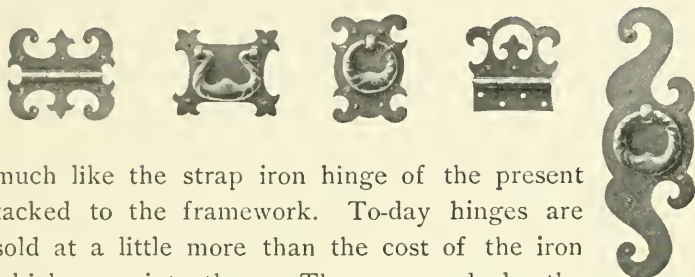 much like the strap iron hinge of the present
tacked to the framework. To-day hinges are
sold at a little more than the cost of the iron